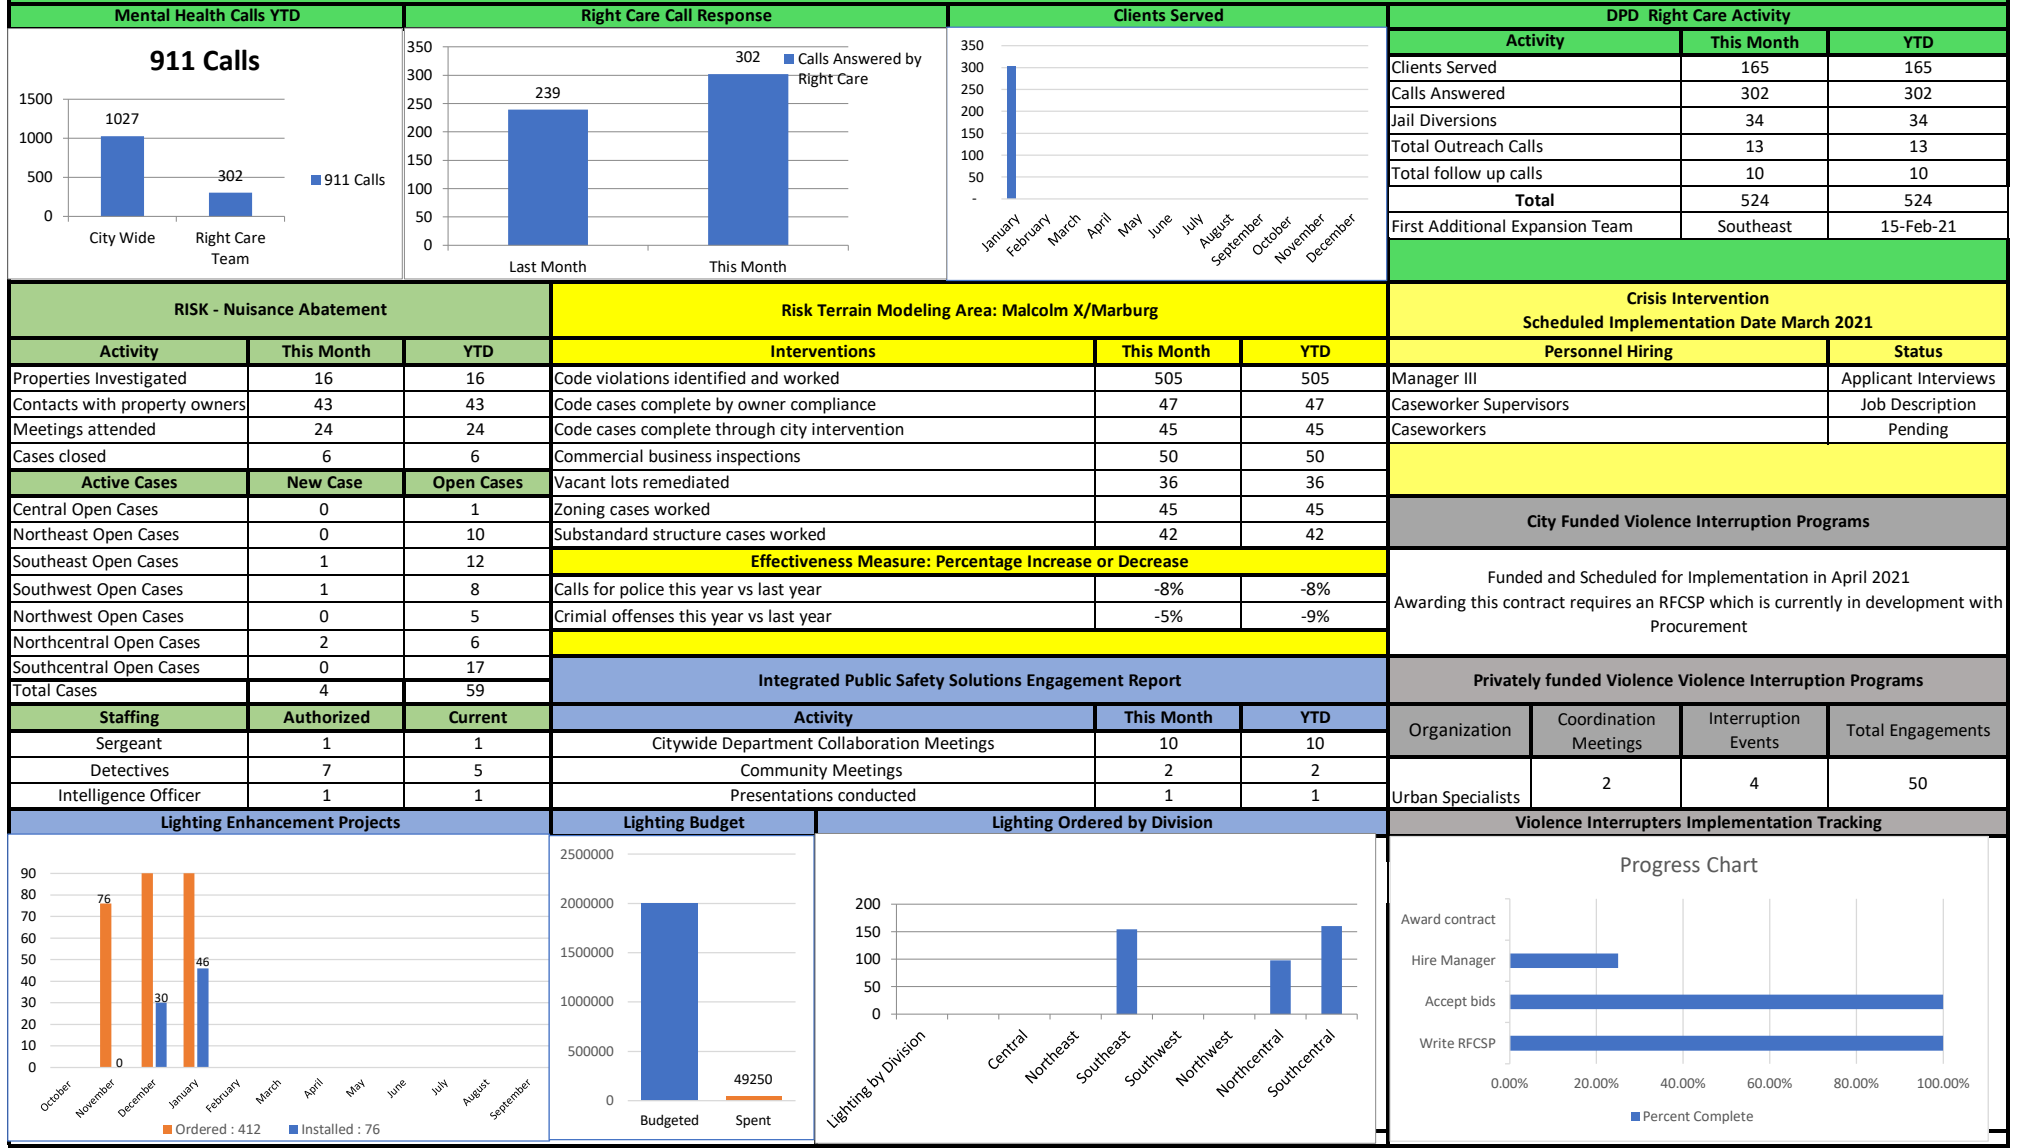 Mental Health Calls YTD
Right Care Call Response
Clients Served
DPD  Right Care Activity
911 Calls
1500
1000
500
0
1027
302
City Wide
Right Care
Team
911 Calls
350
300
250
200
150
100
50
0
239
302
Calls Answered by
Right Care
Last Month
This Month
350
300
250
200
150
100
50
-
January
February
March
April
May
June
July
August
September
October
November
December
Activity This Month YTD
Clients Served 165 165
Calls Answered 302 302
Jail Diversions 34 34
Total Outreach Calls 13 13
Total follow up calls 10 10
Total 524 524
First Additional Expansion Team Southeast 15-Feb-21
RISK - Nuisance Abatement
Activity This Month YTD
Properties Investigated 16 16
Contacts with property owners 43 43
Meetings attended 24 24
Cases closed 6 6
Active Cases New Case Open Cases
Central Open Cases 0 1
Northeast Open Cases 0 10
Southeast Open Cases 1 12
Southwest Open Cases 1 8
Northwest Open Cases 0 5
Northcentral Open Cases 2 6
Southcentral Open Cases 0 17
Total Cases 4 59
Staffing Authorized Current
Sergeant 1 1
Detectives 7 5
Intelligence Officer 1 1
Risk Terrain Modeling Area: Malcolm X/Marburg
Interventions This Month YTD
Code violations identified and worked 505 505
Code cases complete by owner compliance 47 47
Code cases complete through city intervention 45 45
Commercial business inspections 50 50
Vacant lots remediated 36 36
Zoning cases worked 45 45
Substandard structure cases worked 42 42
Effectiveness Measure: Percentage Increase or Decrease
Calls for police this year vs last year -8% -8%
Crimial offenses this year vs last year -5% -9%
Integrated Public Safety Solutions Engagement Report
Activity This Month YTD
Citywide Department Collaboration Meetings 10 10
Community Meetings 2 2
Presentations conducted 1 1
Crisis Intervention
Scheduled Implementation Date March 2021
Personnel Hiring Status
Manager III Applicant Interviews
Caseworker Supervisors Job Description
Caseworkers Pending
City Funded Violence Interruption Programs
Funded and Scheduled for Implementation in April 2021
Awarding this contract requires an RFCSP which is currently in development with
Procurement
Privately funded Violence Violence Interruption Programs
Organization Coordination Meetings Interruption Events Total Engagements
Urban Specialists 2 4 50
Lighting Enhancement Projects
90
80
70
60
50
40
30
20
10
0
76
0
30
46
October
November
December
January
February
March
April
May
June
July
August
September
Ordered : 412
Installed : 76
Lighting Budget
2500000
2000000
1500000
1000000
500000
0
49250
Budgeted
Spent
Lighting Ordered by Division
200
150
100
50
0
Lighting by Division
Central
Northeast
Southeast
Southwest
Northwest
Northcentral
Southcentral
Violence Interrupters Implementation Tracking
Progress Chart
Award contract
Hire Manager
Accept bids
Write RFCSP
0.00% 20.00% 40.00% 60.00% 80.00% 100.00%
Percent Complete